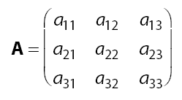 A = ( a11 a12 a13
a21 a22 a23
a31 a32 a33 )